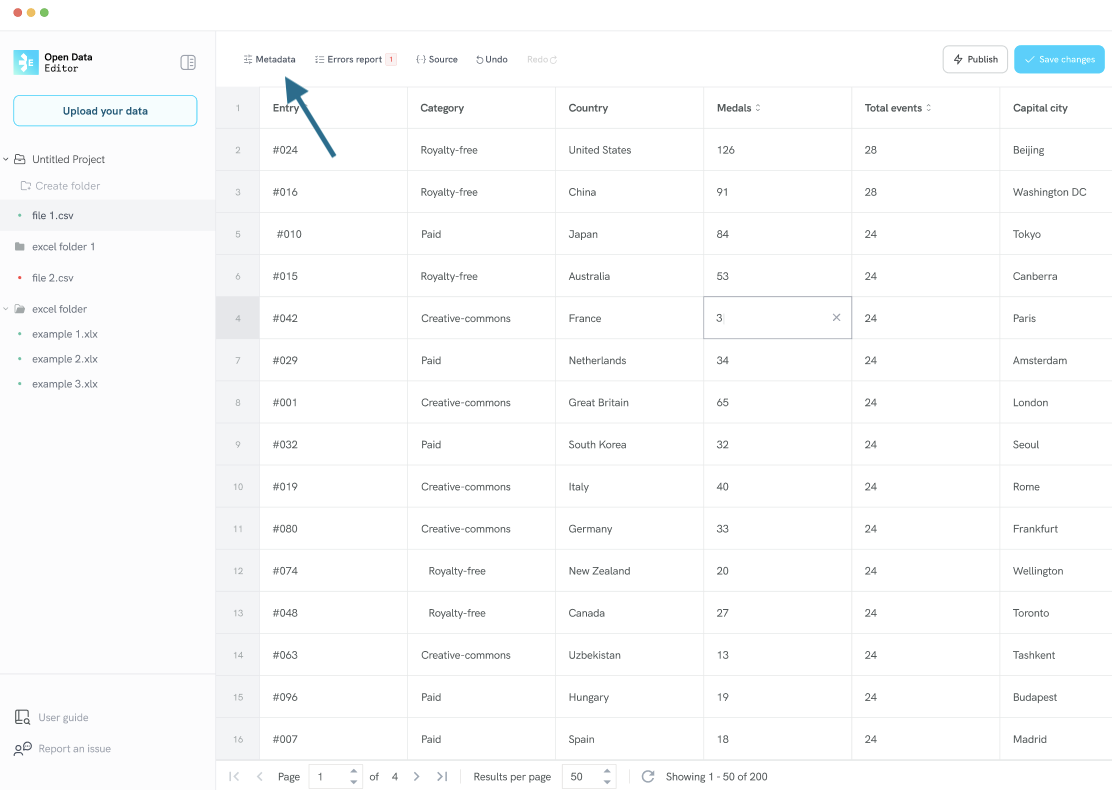 Open Data
Editor
Upload your data
Untitled Project
Create folder
file 1.csv
excel folder 1
file 2.csv
excel folder
example 1.xlx
example 2.xlx
example 3.xlx
User guide
Report an issue
Metadata Errors report 1 Source Undo Redo Publish Save changes
1 Entry Category Country Medals Total events Capital city
2 #024 Royalty-free United States 126 28 Beijing
3 #016 Royalty-free China 91 28 Washington DC
5 #010 Paid Japan 84 24 Tokyo
6 #015 Royalty-free Australia 53 24 Canberra
4 #042 Creative-commons France 3 24 Paris
7 #029 Paid Netherlands 34 24 Amsterdam
8 #001 Creative-commons Great Britain 65 24 London
9 #032 Paid South Korea 32 24 Seoul
10 #019 Creative-commons Italy 40 24 Rome
11 #080 Creative-commons Germany 33 24 Frankfurt
12 #074 Royalty-free New Zealand 20 24 Wellington
13 #048 Royalty-free Canada 27 24 Toronto
14 #063 Creative-commons Uzbekistan 13 24 Tashkent
15 #096 Paid Hungary 19 24 Budapest
16 #007 Paid Spain 18 24 Madrid
Page 1 of 4 Results per page 50 Showing 1 - 50 of 200